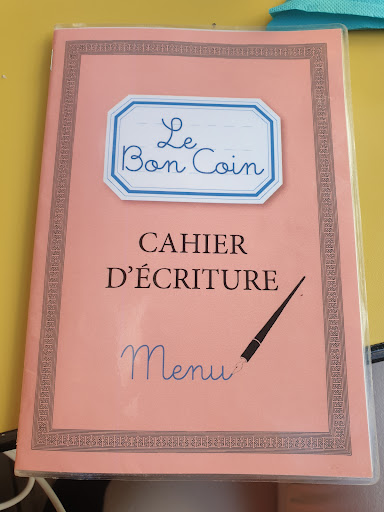 Le
Bon Coin
CAHIER
D'ÉCRITURE
Menu